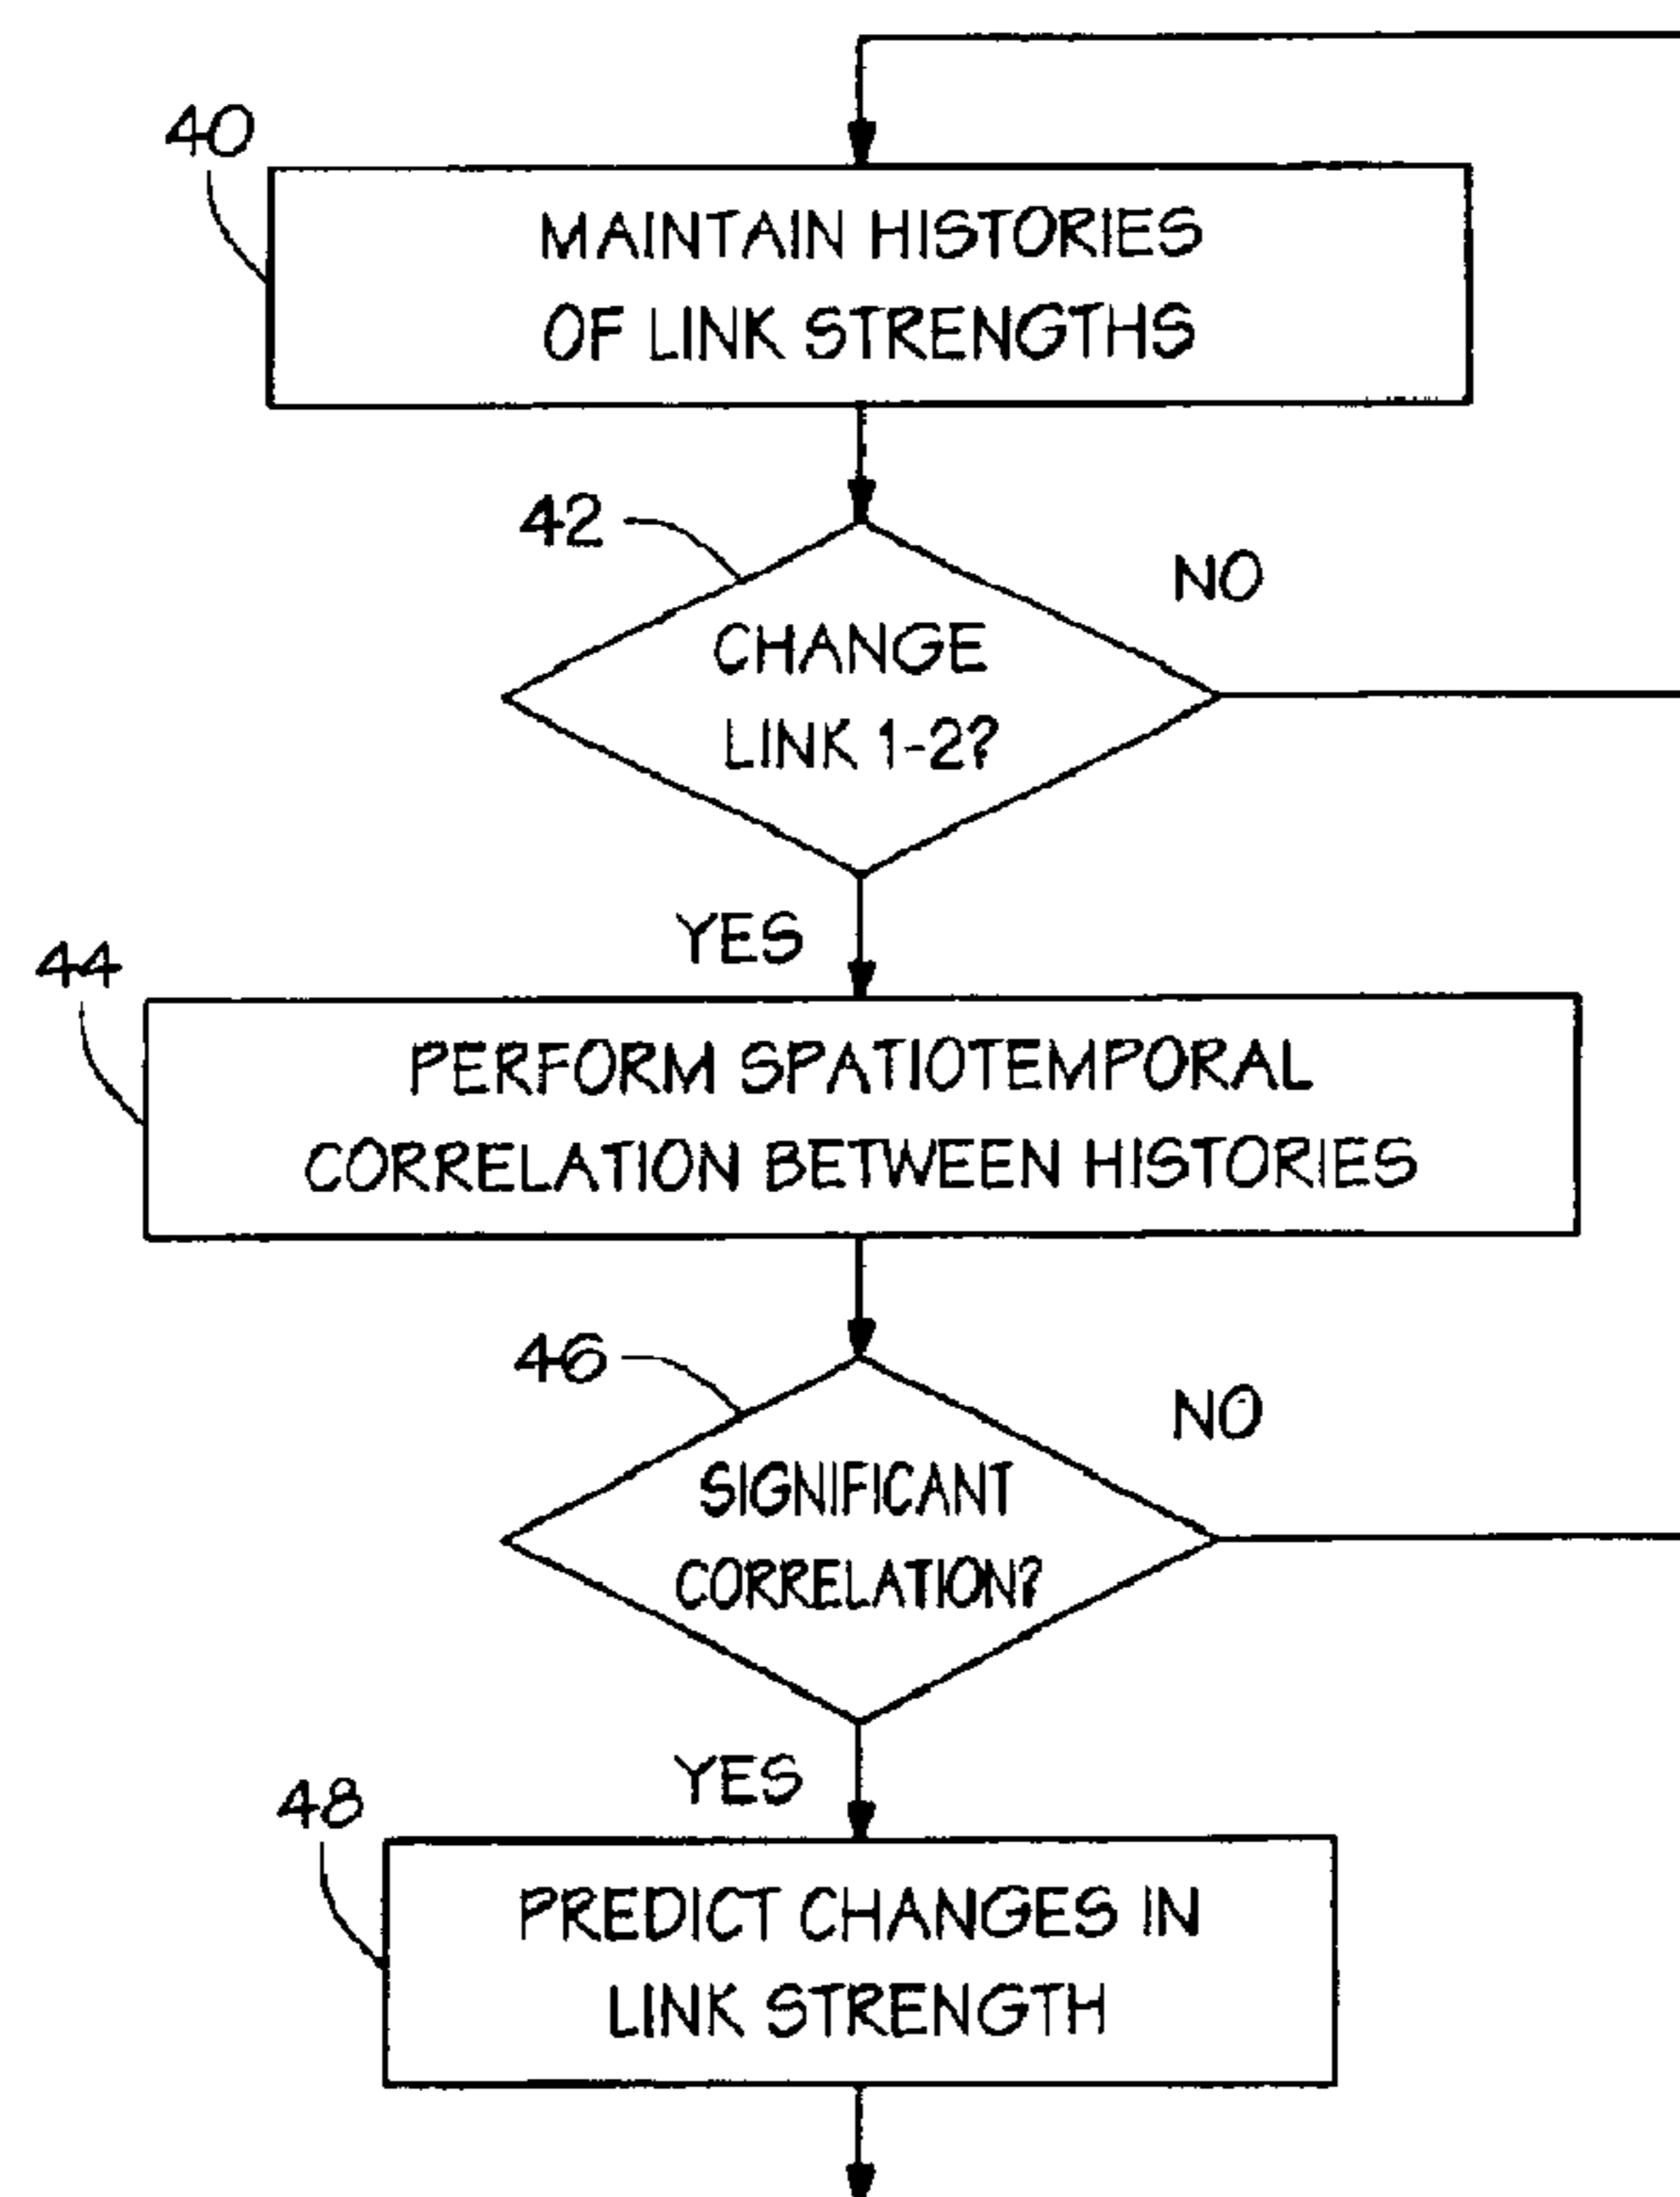 40
MAINTAIN HISTORIES
OF LINK STRENGTHS
42
NO
CHANGE
LINK 1-2?
YES
44
PERFORM SPATIOTEMPORAL
CORRELATION BETWEEN HISTORIES
46
NO
SIGNIFICANT
CORRELATION?
YES
48
PREDICT CHANGES IN
LINK STRENGTH